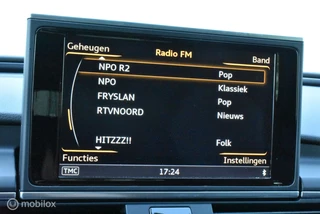 Geheugen
Radio FM
Band
NPO R2
Pop
NPO
Klassiek
FRYSLAN
Pop
RTVNOORD
Nieuws
HITZZZ!!
Folk
Functies
Instellingen
TMC
17:24
mobilox